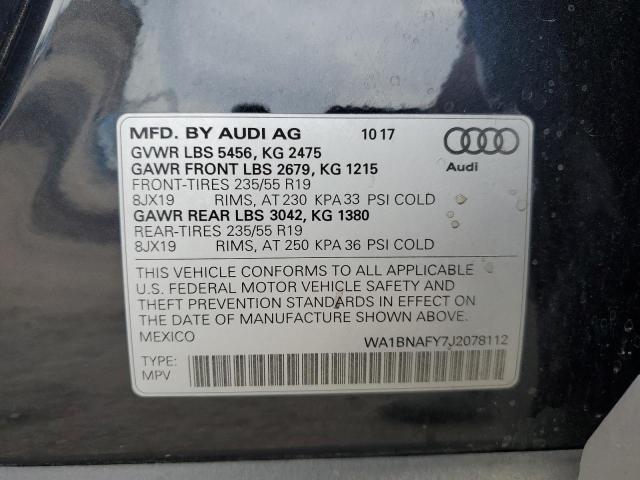 MFD. BY AUDI AG 10 17
GVWR LBS 5456, KG 2475
GAWR FRONT LBS 2679, KG 1215
FRONT-TIRES 235/55 R19
8JX19 RIMS, AT 230 KPA 33 PSI COLD
GAWR REAR LBS 3042, KG 1380
REAR-TIRES 235/55 R19
8JX19 RIMS, AT 250 KPA 36 PSI COLD
Audi
THIS VEHICLE CONFORMS TO ALL APPLICABLE
U.S. FEDERAL MOTOR VEHICLE SAFETY AND
THEFT PREVENTION STANDARDS IN EFFECT ON
THE DATE OF MANUFACTURE SHOWN ABOVE.
MEXICO WA1BNAFY7J2078112
TYPE:
MPV